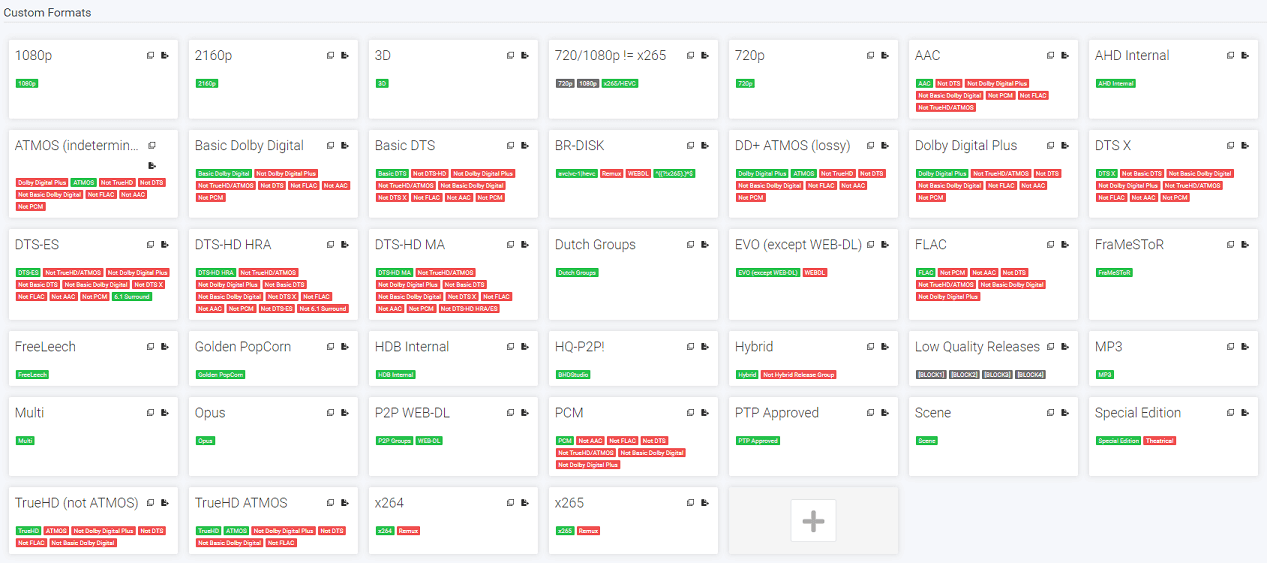 Custom Formats
1080p
1080p
2160p
2160p
3D
3D
720/1080p != x265
720p 1080p x265/HEVC
720p
720p
AAC
AAC Not DTS Not Dolby Digital Plus
Not Basic Dolby Digital Not PCM Not FLAC
Not TrueHD/ATMOS
AHD Internal
AHD Internal
ATMOS (indetermin...
Dolby Digital Plus ATMOS Not TrueHD Not DTS
Not Basic Dolby Digital Not FLAC Not AAC
Not PCM
Basic Dolby Digital
Basic Dolby Digital Not Dolby Digital Plus
Not TrueHD/ATMOS Not DTS Not FLAC Not AAC
Not PCM
Basic DTS
Basic DTS Not DTS-HD Not Dolby Digital Plus
Not TrueHD/ATMOS Not Basic Dolby Digital
Not DTS X Not FLAC Not AAC Not PCM
BR-DISK
Remux WEBDL
DD+ ATMOS (lossy)
Dolby Digital Plus ATMOS Not TrueHD Not DTS
Not Basic Dolby Digital Not FLAC Not AAC
Not PCM
Dolby Digital Plus
Dolby Digital Plus Not TrueHD/ATMOS Not DTS
Not Basic Dolby Digital Not FLAC Not AAC
Not PCM
DTS X
DTS X Not Basic DTS Not Basic Dolby Digital
Not Dolby Digital Plus Not TrueHD/ATMOS
Not FLAC Not AAC Not PCM
DTS-ES
DTS-ES Not TrueHD/ATMOS Not Dolby Digital Plus
Not Basic DTS Not Basic Dolby Digital Not DTS X
Not FLAC Not AAC Not PCM 6.1 Surround
DTS-HD HRA
DTS-HD HRA Not TrueHD/ATMOS
Not Dolby Digital Plus Not Basic DTS
Not Basic Dolby Digital Not DTS X Not FLAC
Not AAC Not PCM Not DTS-ES Not 6.1 Surround
DTS-HD MA
DTS-HD MA Not TrueHD/ATMOS
Not Dolby Digital Plus Not Basic DTS
Not Basic Dolby Digital Not DTS X Not FLAC
Not AAC Not PCM Not DTS-HD HRA/ES
Dutch Groups
Dutch Groups
EVO (except WEB-DL)
EVO (except WEB-DL) WEBDL
FLAC
FLAC Not PCM Not AAC Not DTS
Not TrueHD/ATMOS Not Basic Dolby Digital
Not Dolby Digital Plus
FraMeSToR
FraMeSToR
FreeLeech
FreeLeech
Golden PopCorn
Golden PopCorn
HDB Internal
HDB Internal
HQ-P2P!
BHDStudio
Hybrid
Hybrid Not Hybrid Release Group
Low Quality Releases
[BLOCK1] [BLOCK2] [BLOCK3] [BLOCK4]
MP3
MP3
Multi
Multi
Opus
Opus
P2P WEB-DL
P2P Groups WEB-DL
PCM
PCM Not AAC Not FLAC Not DTS
Not TrueHD/ATMOS Not Basic Dolby Digital
Not Dolby Digital Plus
PTP Approved
PTP Approved
Scene
Scene
Special Edition
Special Edition Theatrical
TrueHD (not ATMOS)
TrueHD ATMOS Not Dolby Digital Plus Not DTS
Not FLAC Not Basic Dolby Digital
TrueHD ATMOS
TrueHD ATMOS Not Dolby Digital Plus Not DTS
Not Basic Dolby Digital Not FLAC
x264
x264 Remux
x265
x265 Remux